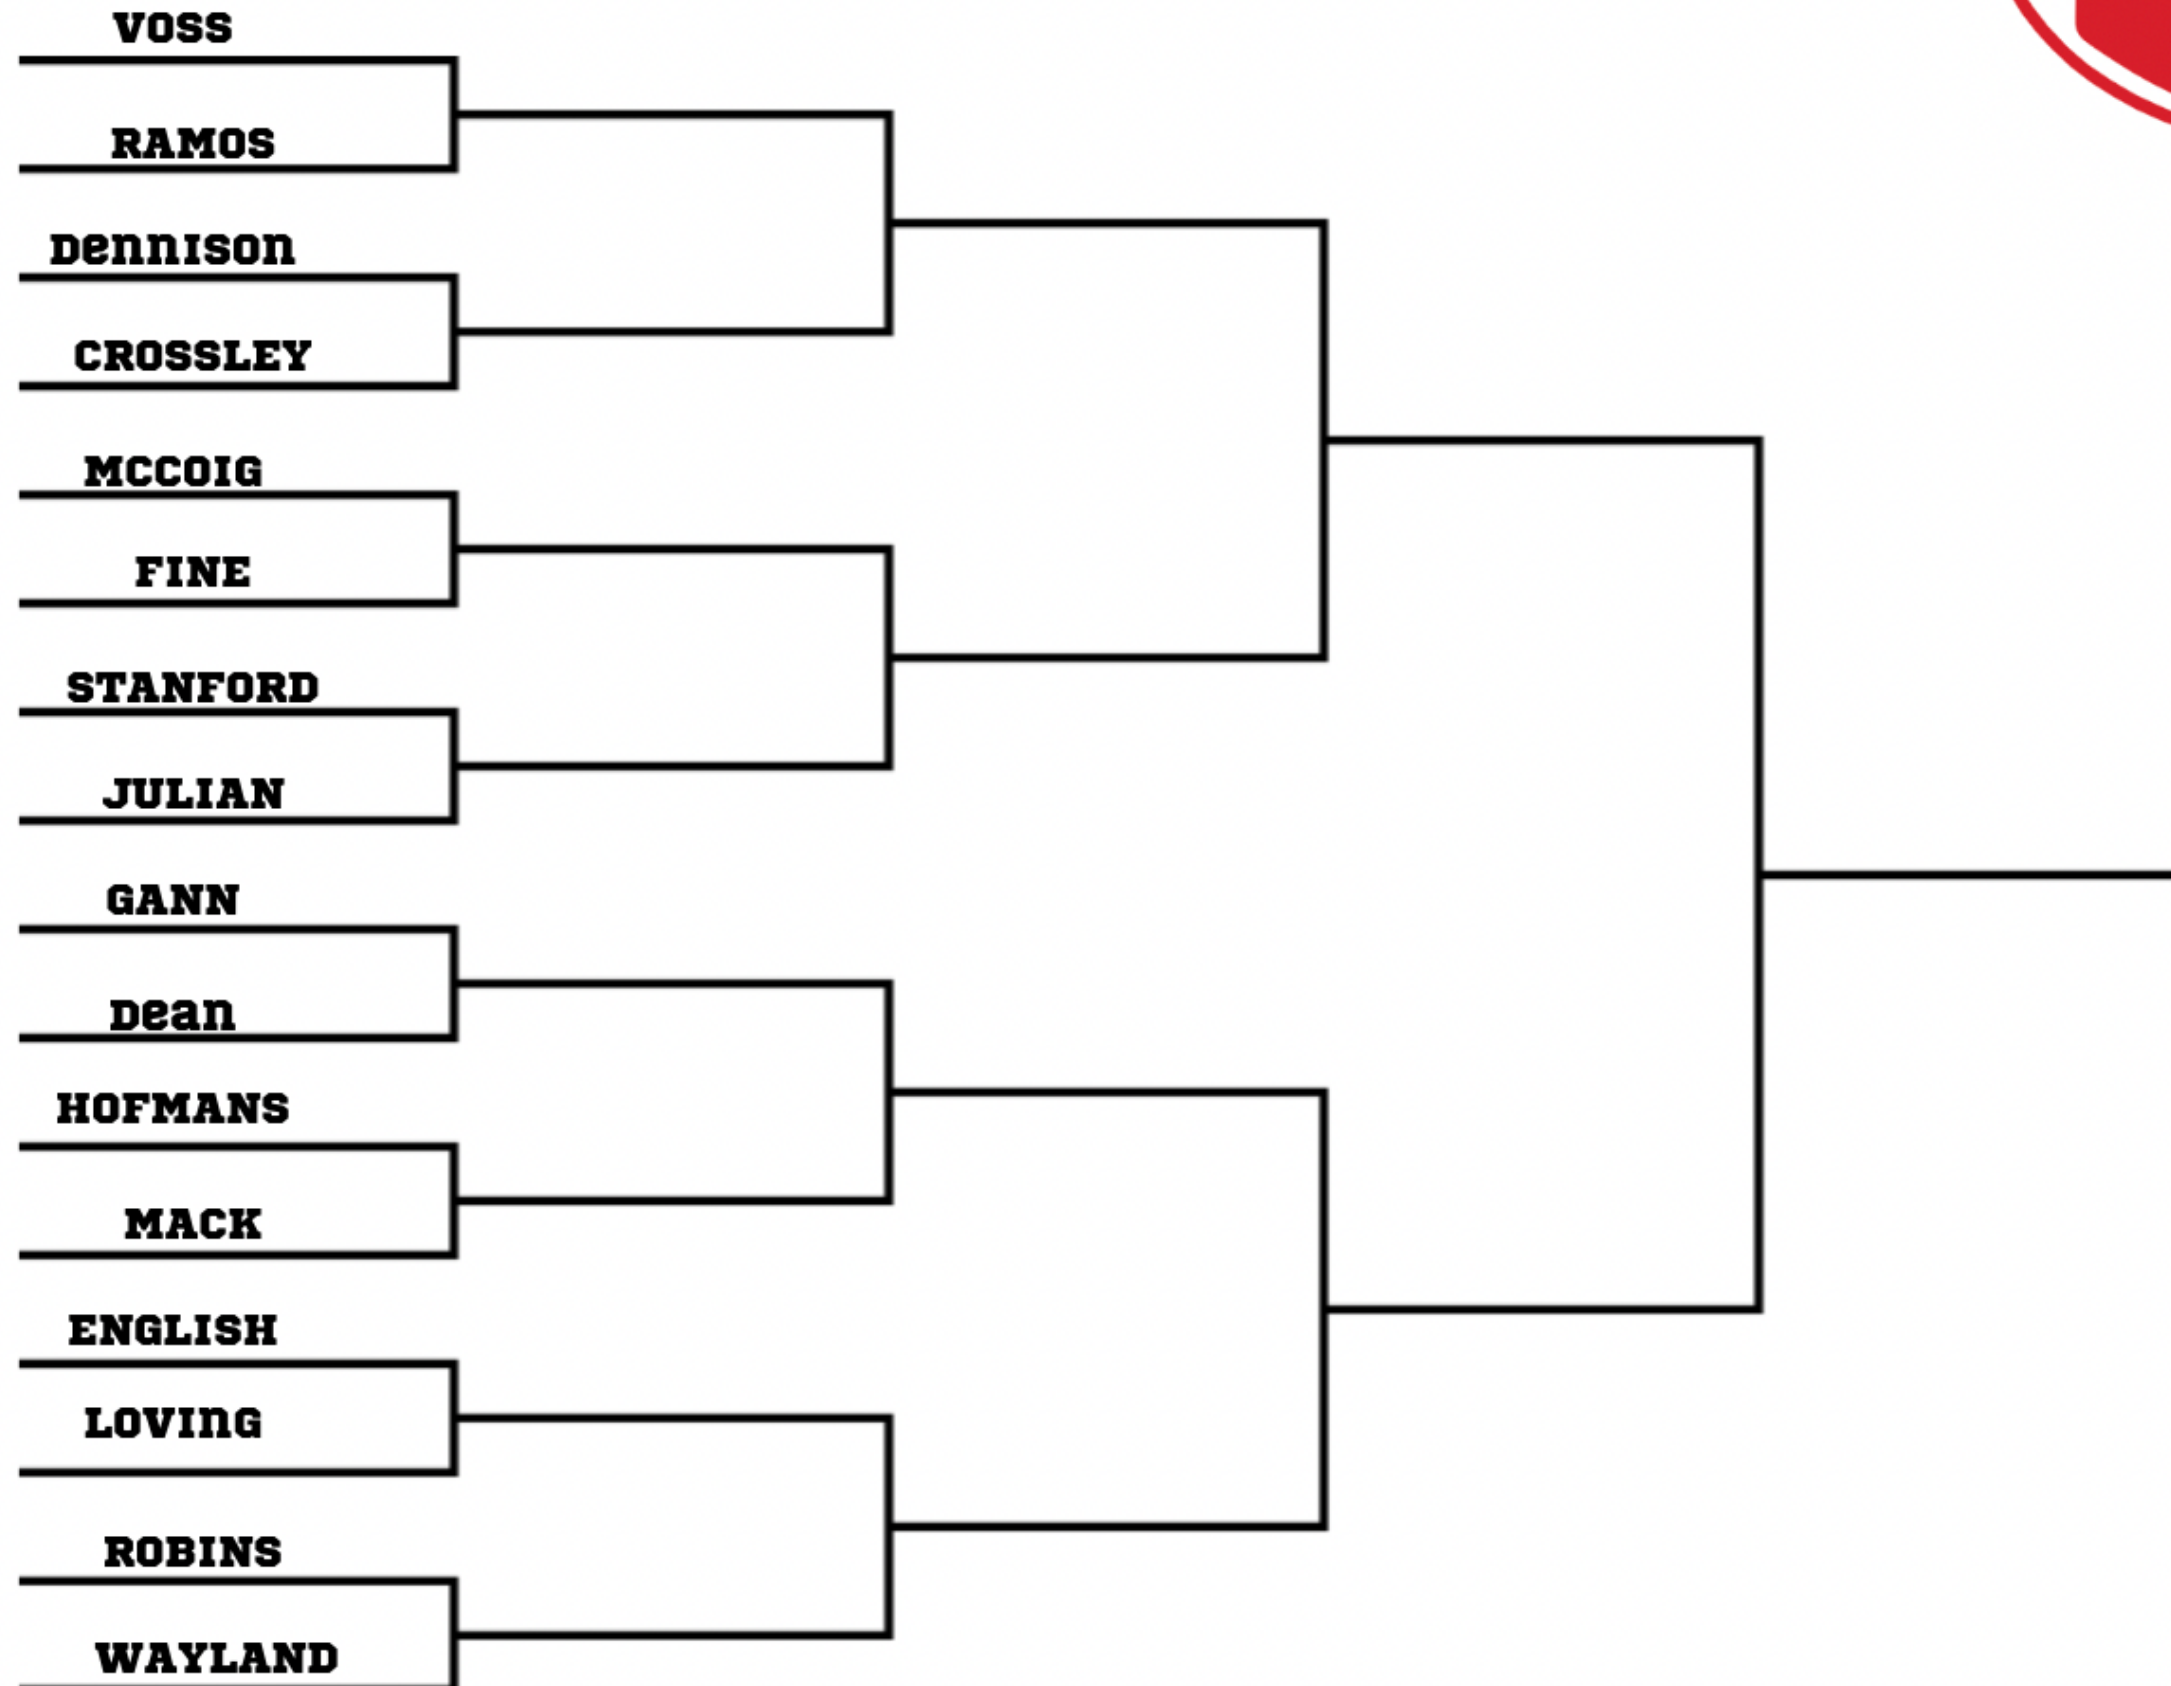 VOSS
RAMOS
Dennison
CROSSLEY
MCCOIG
FINE
STANFORD
JULIAN
GANN
Dean
HOFMANS
MACK
ENGLISH
LOVInG
ROBINS
WAYLAND